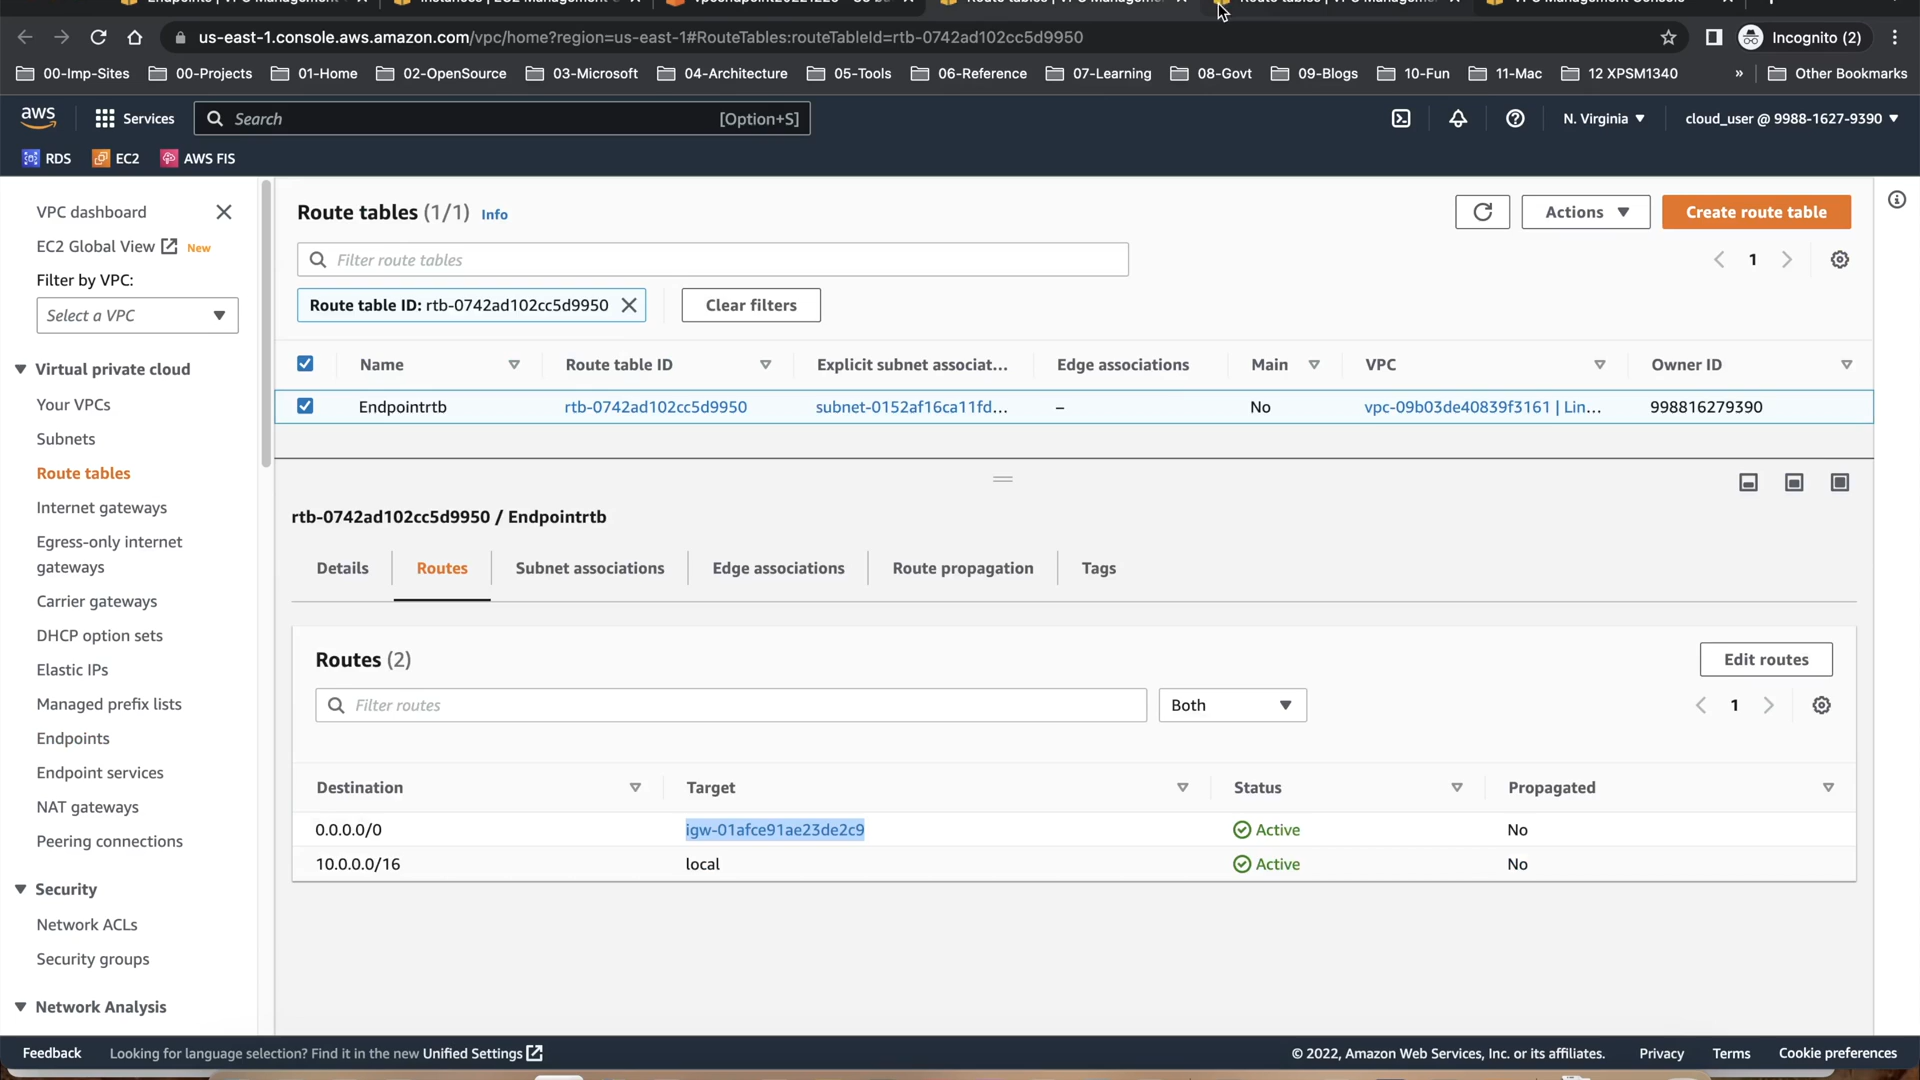 us-east-1.console.aws.amazon.com/vpc/home?region=us-east-1#RouteTables:routeTableId=rtb-0742ad102cc5d9950
Incognito (2)
00-Imp-Sites
00-Projects
01-Home
02-OpenSource
03-Microsoft
04-Architecture
05-Tools
06-Reference
07-Learning
08-Govt
09-Blogs
10-Fun
11-Mac
12 XPSM1340
»
Other Bookmarks
aws
Services
Search
[Option+S]
N. Virginia
cloud_user @ 9988-1627-9390
RDS
EC2
AWS FIS
VPC dashboard
EC2 Global View
New
Filter by VPC:
Select a VPC
Virtual private cloud
Your VPCs
Subnets
Route tables
Internet gateways
Egress-only internet
gateways
Carrier gateways
DHCP option sets
Elastic IPs
Managed prefix lists
Endpoints
Endpoint services
NAT gateways
Peering connections
Security
Network ACLs
Security groups
Network Analysis
Route tables (1/1) Info
Actions
Create route table
Filter route tables
1
Route table ID: rtb-0742ad102cc5d9950
Clear filters
Name
Route table ID
Explicit subnet associat...
Edge associations
Main
VPC
Owner ID
Endpointrtb
rtb-0742ad102cc5d9950
subnet-0152af16ca11fd...
–
No
vpc-09b03de40839f3161 | Lin...
998816279390
rtb-0742ad102cc5d9950 / Endpointrtb
Details
Routes
Subnet associations
Edge associations
Route propagation
Tags
Routes (2)
Edit routes
Filter routes
Both
1
Destination
Target
Status
Propagated
0.0.0.0/0
igw-01afce91ae23de2c9
Active
No
10.0.0.0/16
local
Active
No
Feedback
Looking for language selection? Find it in the new Unified Settings
© 2022, Amazon Web Services, Inc. or its affiliates.
Privacy
Terms
Cookie preferences